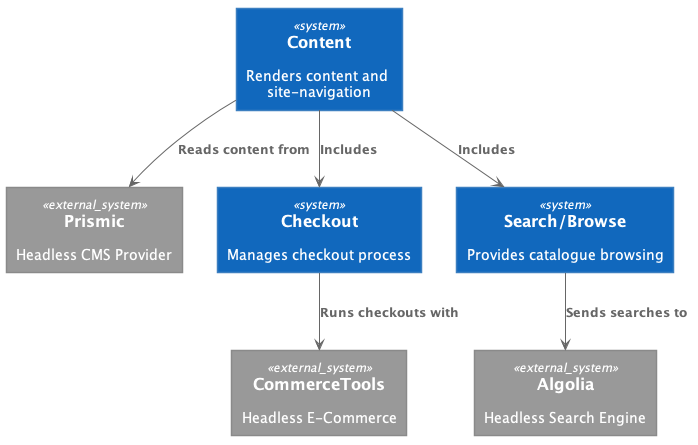 «system»
Content
Renders content and
site-navigation
Reads content from
Includes
Includes
«external_system»
Prismic
Headless CMS Provider
«system»
Checkout
Manages checkout process
«system»
Search/Browse
Provides catalogue browsing
Runs checkouts with
Sends searches to
«external_system»
CommerceTools
Headless E-Commerce
«external_system»
Algolia
Headless Search Engine